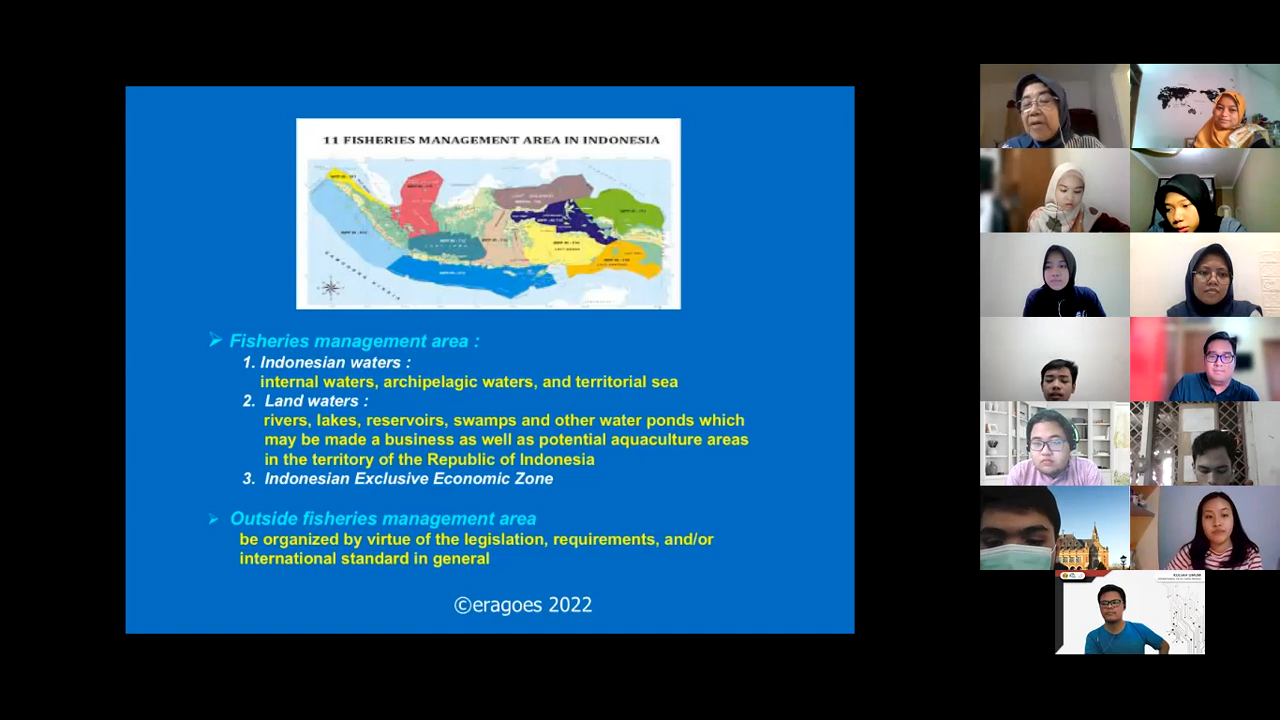 11 FISHERIES MANAGEMENT AREA IN INDONESIA
➢ Fisheries management area :
1. Indonesian waters :
internal waters, archipelagic waters, and territorial sea
2. Land waters :
rivers, lakes, reservoirs, swamps and other water ponds which
may be made a business as well as potential aquaculture areas
in the terrritory of the Republic of Indonesia
3. Indonesian Exclusive Economic Zone
➢ Outside fisheries management area
be organized by virtue of the legislation, requirements, and/or
international standard in general
©eragoes 2022
KULIAH UMUM